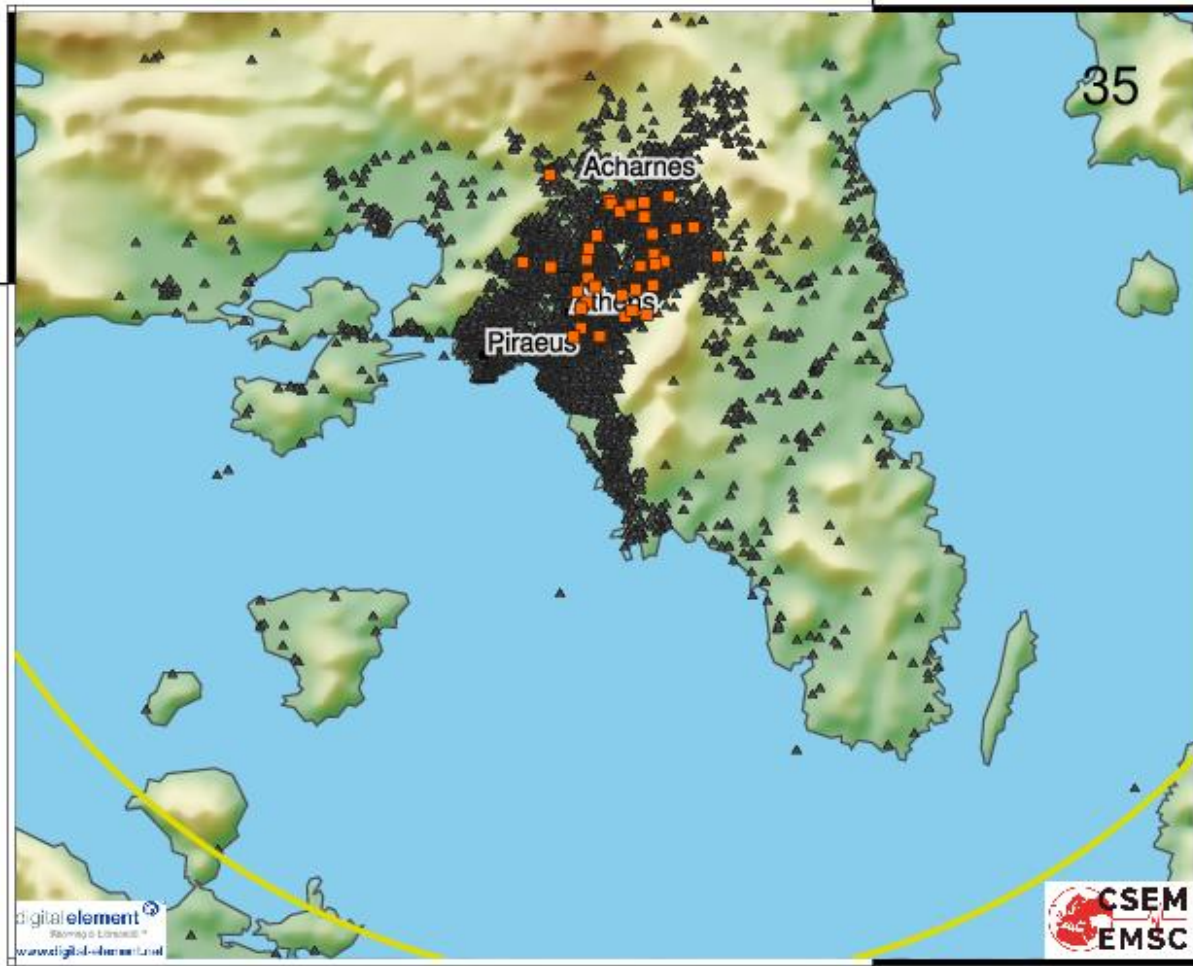 35
Acharnes
Athens
Piraeus
digital element
www.digital-element.net
CSEM
EMSC